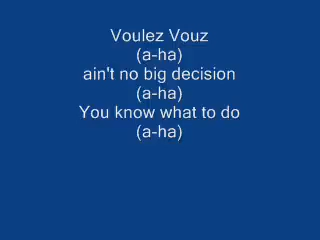 Voulez Vouz
(a-ha)
ain't no big decision
(a-ha)
You know what to do
(a-ha)